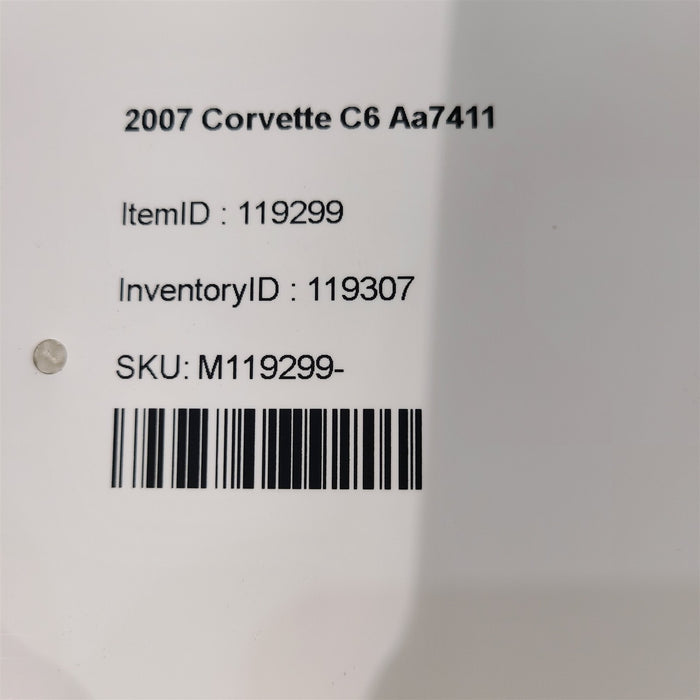 2007 Corvette C6 Aa7411
ItemID : 119299
InventoryID : 119307
SKU: M119299-